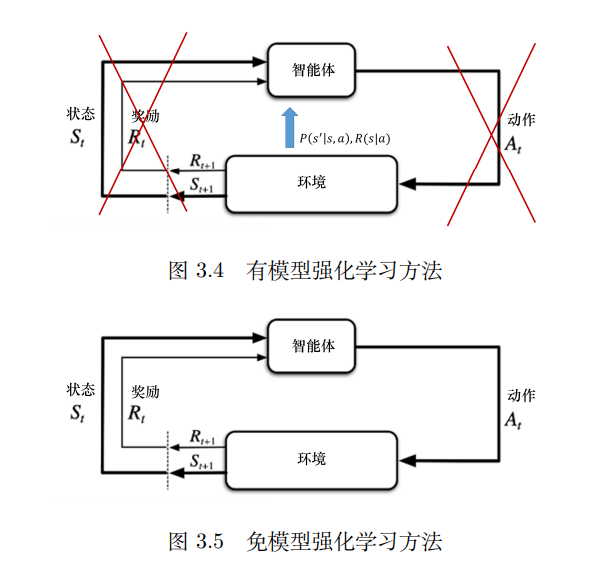 智能体
状态
S_t
奖励
R_t
P(s'|s,a),R(s|a)
动作
A_t
R_{t+1}
S_{t+1}
环境
图 3.4 有模型强化学习方法
智能体
状态
S_t
奖励
R_t
动作
A_t
R_{t+1}
S_{t+1}
环境
图 3.5 免模型强化学习方法